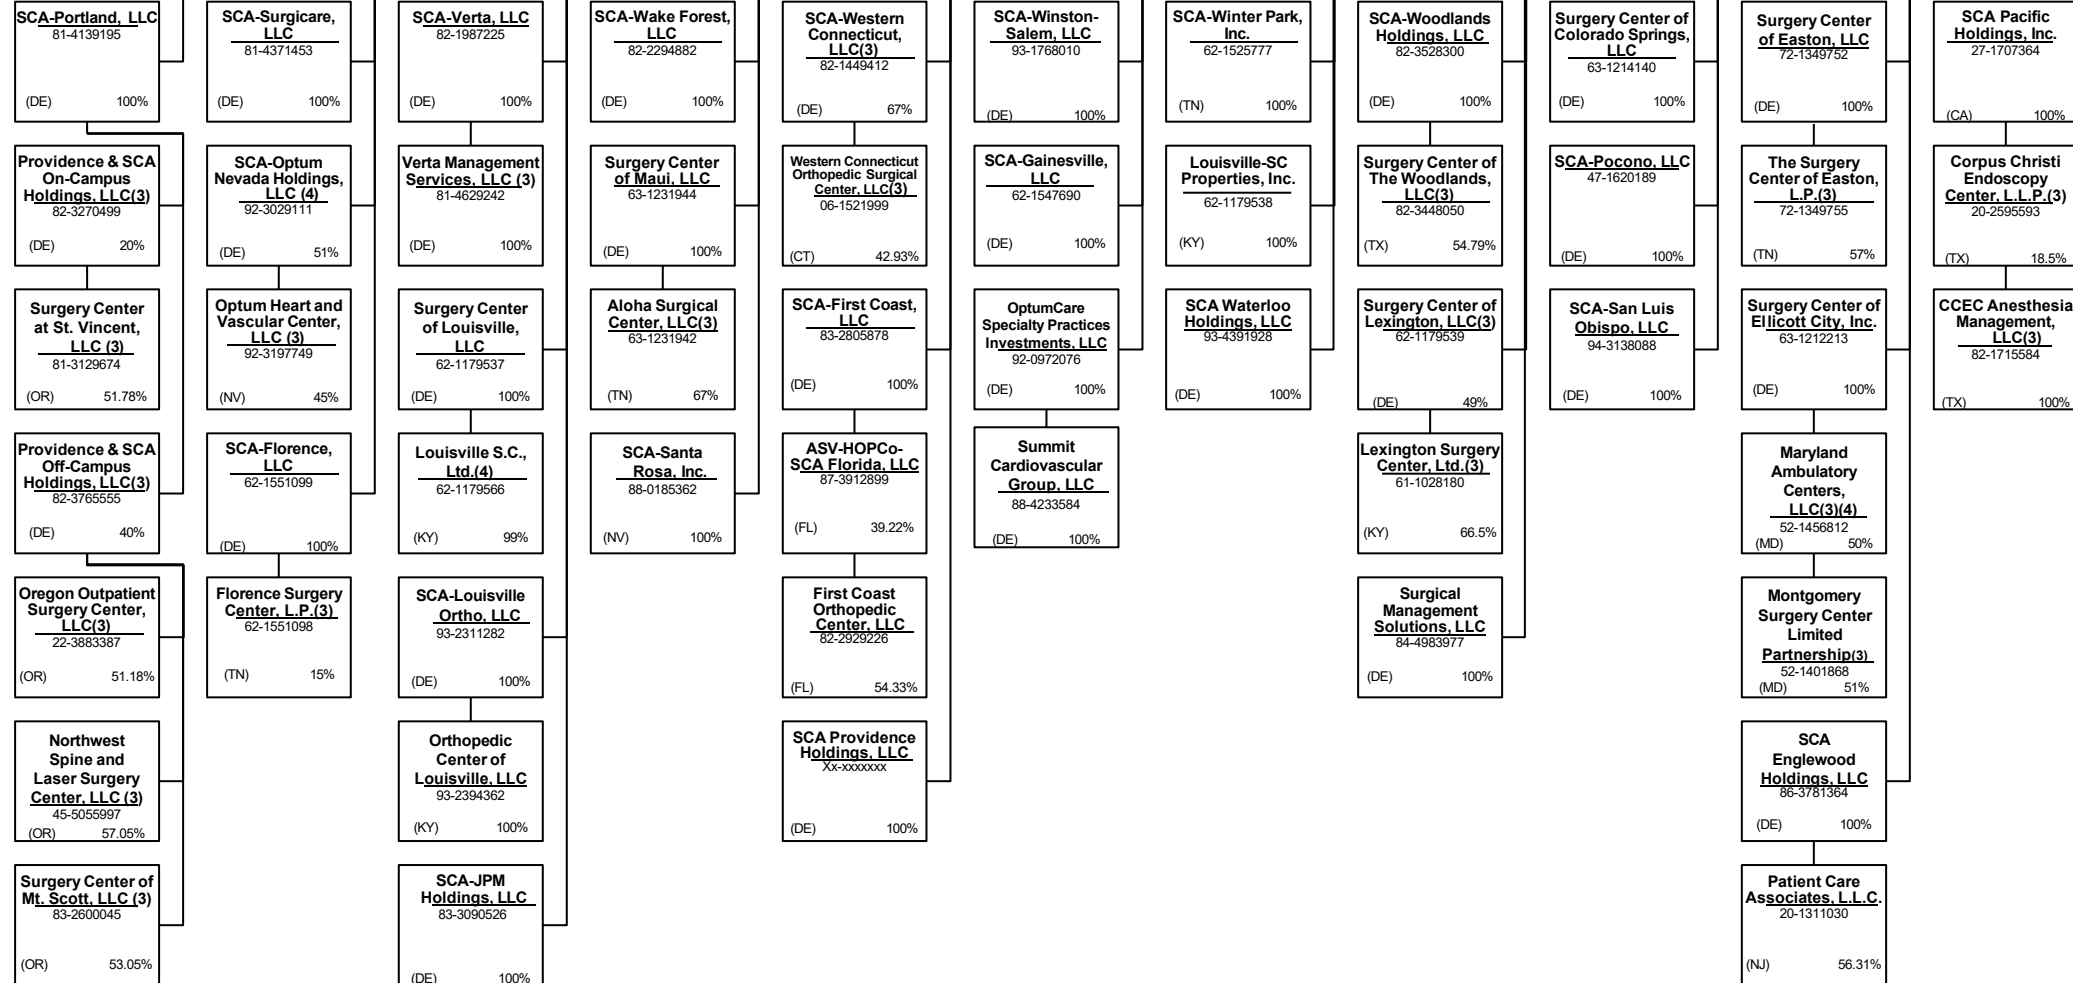 SCA-Portland, LLC
81-4139195
(DE) 100%
Providence & SCA
On-Campus
Holdings, LLC(3)
82-3270499
(DE) 20%
Surgery Center
at St. Vincent,
LLC (3)
81-3129674
(OR) 51.78%
Providence & SCA
Off-Campus
Holdings, LLC(3)
82-3765555
(DE) 40%
Oregon Outpatient
Surgery Center,
LLC(3)
22-3883387
(OR) 51.18%
Northwest
Spine and
Laser Surgery
Center, LLC (3)
45-5055997
(OR) 57.05%
Surgery Center of
Mt. Scott, LLC (3)
83-2600045
(OR) 53.05%
SCA-Surgicare,
LLC
81-4371453
(DE) 100%
SCA-Optum
Nevada Holdings,
LLC (4)
92-3029111
(DE) 51%
Optum Heart and
Vascular Center,
LLC (3)
92-3197749
(NV) 45%
SCA-Florence,
LLC
62-1551099
(DE) 100%
Florence Surgery
Center, L.P.(3)
62-1551098
(TN) 15%
SCA-Verta, LLC
82-1987225
(DE) 100%
Verta Management
Services, LLC (3)
81-4629242
(DE) 100%
Surgery Center
of Louisville,
LLC
62-1179537
(DE) 100%
Louisville S.C.,
Ltd.(4)
62-1179566
(KY) 99%
SCA-Louisville
Ortho, LLC
93-2311282
(DE) 100%
Orthopedic
Center of
Louisville, LLC
93-2394362
(KY) 100%
SCA-JPM
Holdings, LLC
83-3090526
(DE) 100%
SCA-Wake Forest,
LLC
82-2294882
(DE) 100%
Surgery Center
of Maui, LLC
63-1231944
(DE) 100%
Aloha Surgical
Center, LLC(3)
63-1231942
(TN) 67%
SCA-Santa
Rosa, Inc.
88-0185362
(NV) 100%
SCA-Western
Connecticut,
LLC(3)
82-1449412
(DE) 67%
Western Connecticut
Orthopedic Surgical
Center, LLC(3)
06-1521999
(CT) 42.93%
SCA-First Coast,
LLC
83-2805878
(DE) 100%
ASV-HOPCo-
SCA Florida, LLC
87-3912899
(FL) 39.22%
First Coast
Orthopedic
Center, LLC
82-2929226
(FL) 54.33%
SCA Providence
Holdings, LLC
Xx-xxxxxxx
(DE) 100%
SCA-Winston-
Salem, LLC
93-1768010
(DE) 100%
SCA-Gainesville,
LLC
62-1547690
(DE) 100%
OptumCare
Specialty Practices
Investments, LLC
92-0972076
(DE) 100%
Summit
Cardiovascular
Group, LLC
88-4233584
(DE) 100%
SCA-Winter Park,
Inc.
62-1525777
(TN) 100%
Louisville-SC
Properties, Inc.
62-1179538
(KY) 100%
SCA Waterloo
Holdings, LLC
93-4391928
(DE) 100%
SCA-Woodlands
Holdings, LLC
82-3528300
(DE) 100%
Surgery Center of
The Woodlands,
LLC(3)
82-3448050
(TX) 54.79%
Surgery Center of
Lexington, LLC(3)
62-1179539
(DE) 49%
Lexington Surgery
Center, Ltd.(3)
61-1028180
(KY) 66.5%
Surgical
Management
Solutions, LLC
84-4983977
(DE) 100%
Surgery Center of
Colorado Springs,
LLC
63-1214140
(DE) 100%
SCA-Pocono, LLC
47-1620189
(DE) 100%
SCA-San Luis
Obispo, LLC
94-3138088
(DE) 100%
Surgery Center
of Easton, LLC
72-1349752
(DE) 100%
The Surgery
Center of Easton,
L.P.(3)
72-1349755
(TN) 57%
Surgery Center of
Ellicott City, Inc.
63-1212213
(DE) 100%
Maryland
Ambulatory
Centers,
LLC(3)(4)
52-1456812
(MD) 50%
Montgomery
Surgery Center
Limited
Partnership(3)
52-1401868
(MD) 51%
SCA
Englewood
Holdings, LLC
86-3781364
(DE) 100%
Patient Care
Associates, L.L.C.
20-1311030
(NJ) 56.31%
SCA Pacific
Holdings, Inc.
27-1707364
(CA) 100%
Corpus Christi
Endoscopy
Center, L.L.P.(3)
20-2595593
(TX) 18.5%
CCEC Anesthesia
Management,
LLC(3)
82-1715584
(TX) 100%